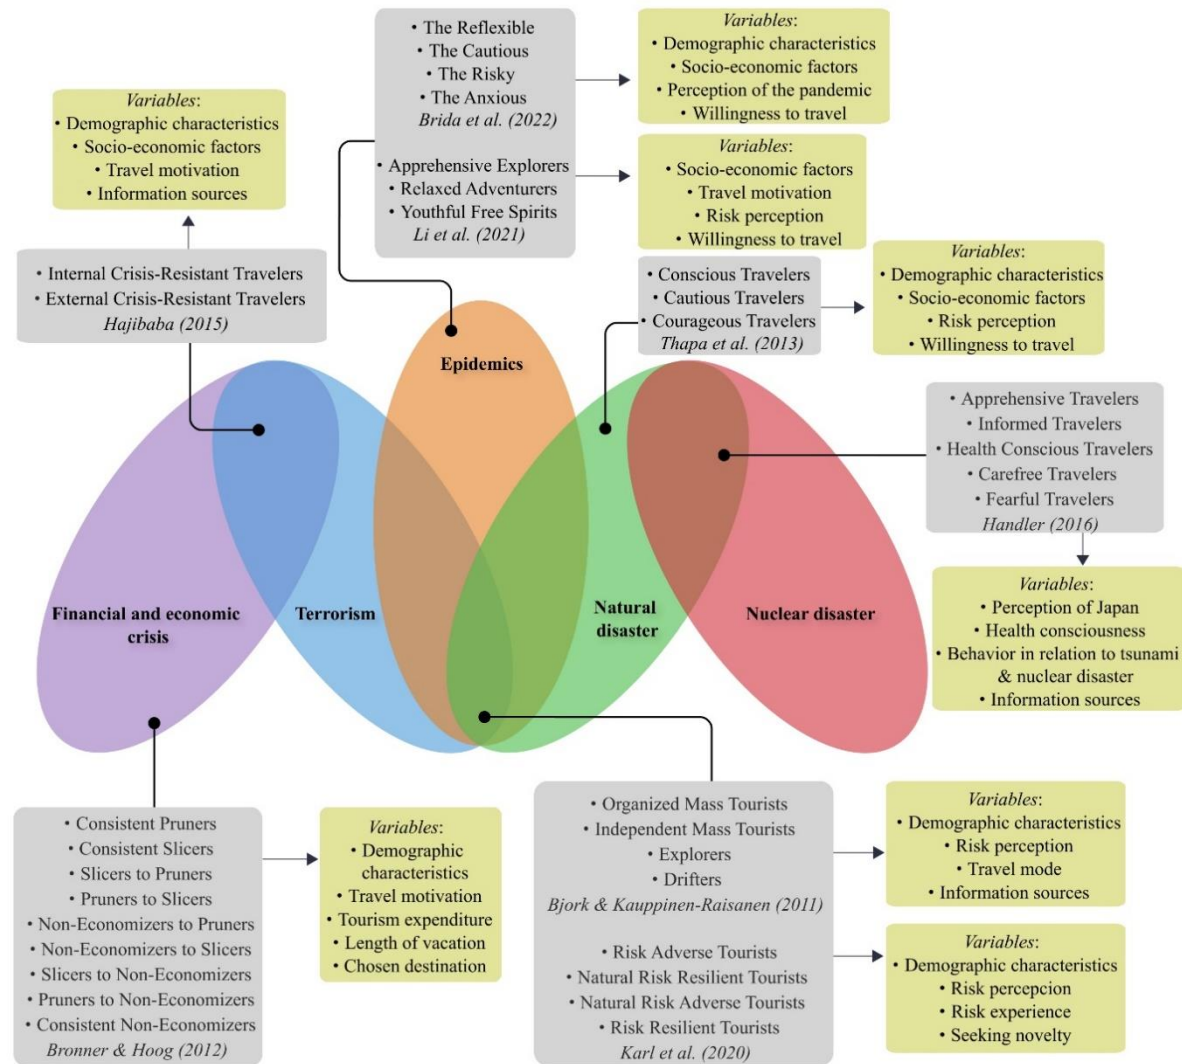 • The Reflexible
• The Cautious
• The Risky
• The Anxious
Brida et al. (2022)
• Apprehensive Explorers
• Relaxed Adventurers
• Youthful Free Spirits
Li et al. (2021)
Variables:
• Demographic characteristics
• Socio-economic factors
• Perception of the pandemic
• Willingness to travel
Variables:
• Socio-economic factors
• Travel motivation
• Risk perception
• Willingness to travel
Variables:
• Demographic characteristics
• Socio-economic factors
• Travel motivation
• Information sources
• Internal Crisis-Resistant Travelers
• External Crisis-Resistant Travelers
Hajibaba (2015)
• Conscious Travelers
• Cautious Travelers
• Courageous Travelers
Thapa et al. (2013)
Variables:
• Demographic characteristics
• Socio-economic factors
• Risk perception
• Willingness to travel
• Apprehensive Travelers
• Informed Travelers
• Health Conscious Travelers
• Carefree Travelers
• Fearful Travelers
Handler (2016)
Variables:
• Perception of Japan
• Health consciousness
• Behavior in relation to tsunami
& nuclear disaster
• Information sources
Epidemics
Financial and economic
crisis
Terrorism
Natural
disaster
Nuclear disaster
• Consistent Pruners
• Consistent Slicers
• Slicers to Pruners
• Pruners to Slicers
• Non-Economizers to Pruners
• Non-Economizers to Slicers
• Slicers to Non-Economizers
• Pruners to Non-Economizers
• Consistent Non-Economizers
Bronner & Hoog (2012)
Variables:
• Demographic
characteristics
• Travel motivation
• Tourism expenditure
• Length of vacation
• Chosen destination
• Organized Mass Tourists
• Independent Mass Tourists
• Explorers
• Drifters
Bjork & Kauppinen-Raisanen (2011)
• Risk Adverse Tourists
• Natural Risk Resilient Tourists
• Natural Risk Adverse Tourists
• Risk Resilient Tourists
Karl et al. (2020)
Variables:
• Demographic characteristics
• Risk perception
• Travel mode
• Information sources
Variables:
• Demographic characteristics
• Risk percepcion
• Risk experience
• Seeking novelty